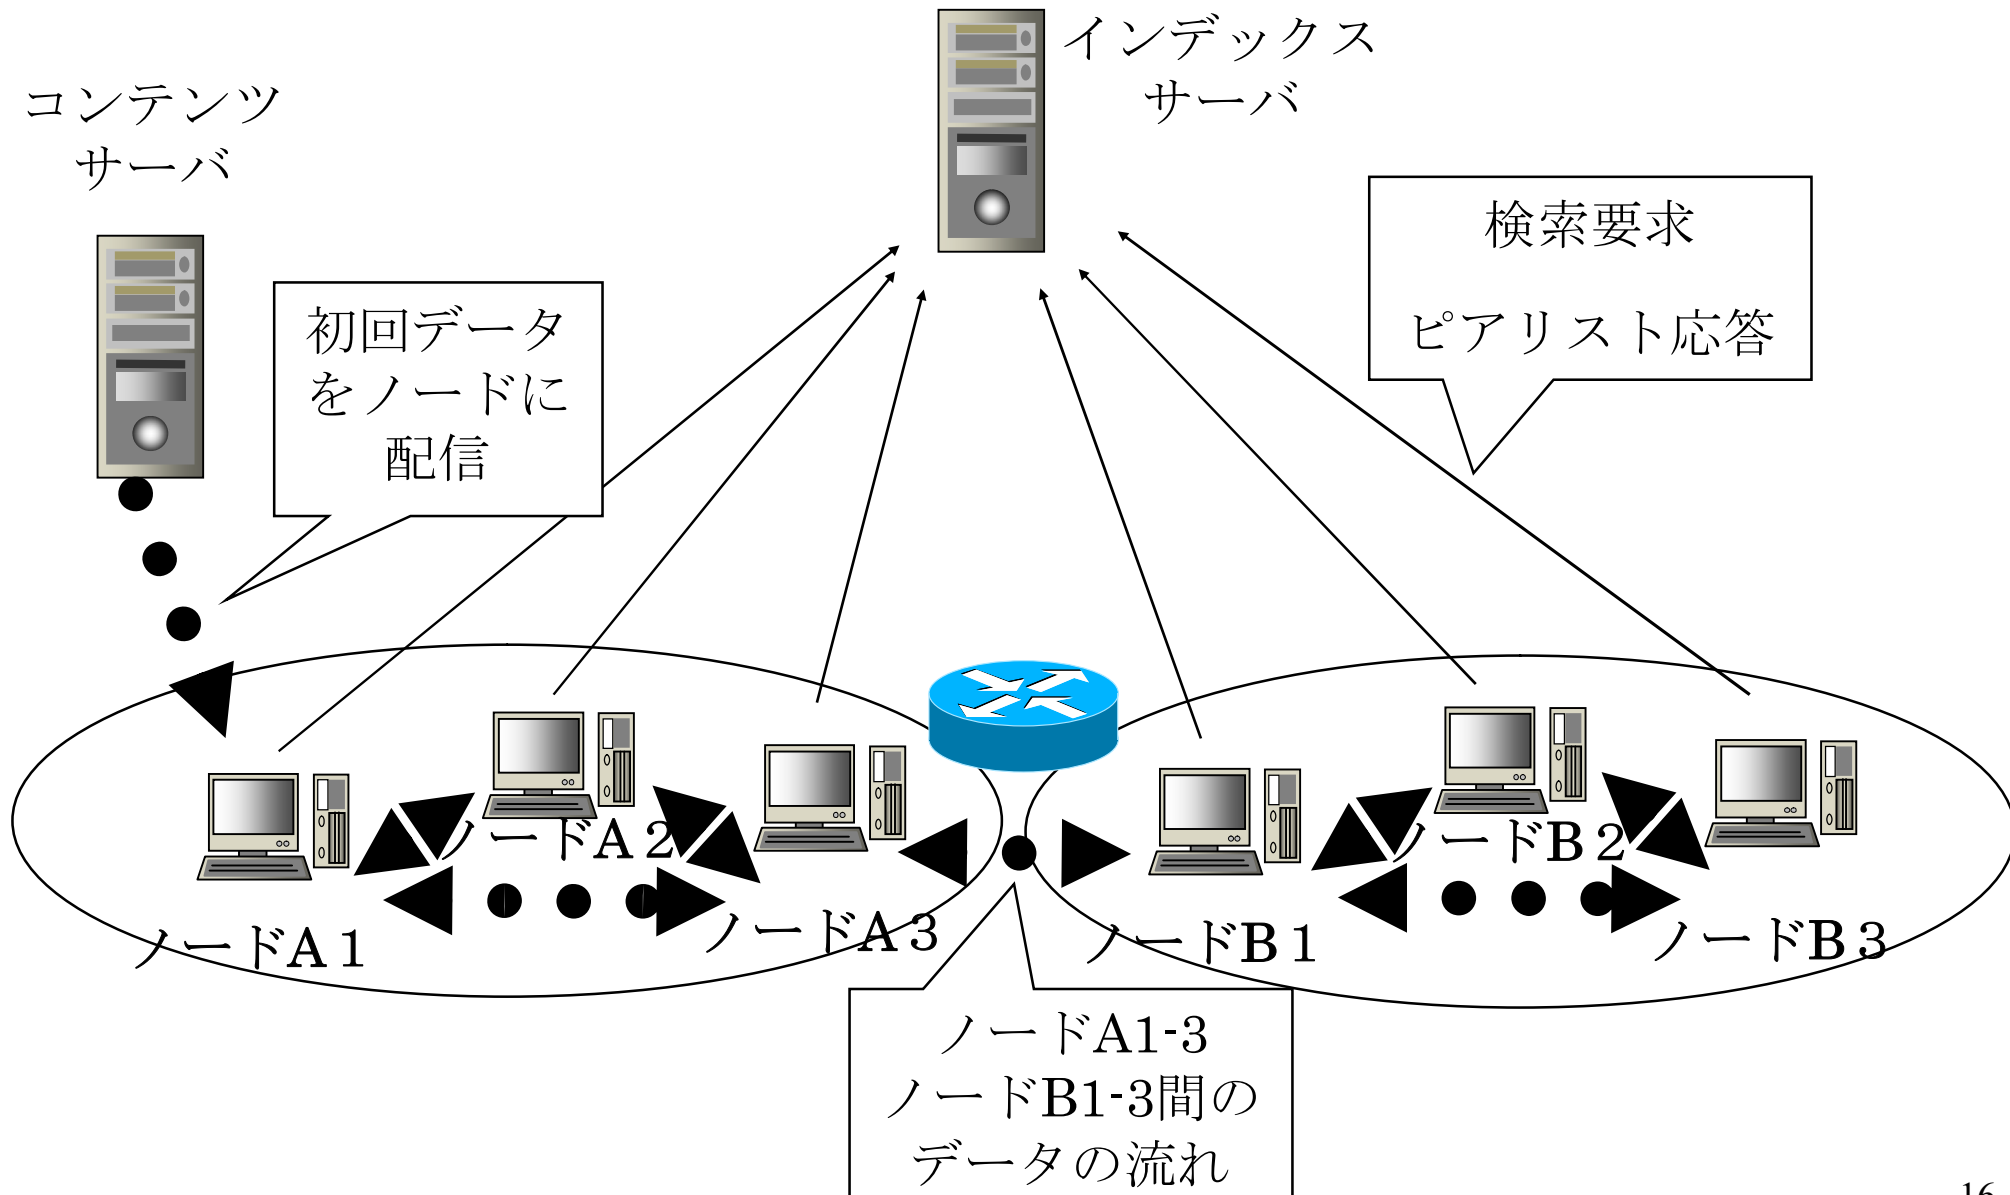 インデックス
サーバ
コンテンツ
サーバ
検索要求
ピアリスト応答
初回データ
をノードに
配信
ノードA２
ノードB２
ノードA１
ノードA３
ノードB１
ノードB３
ノードA1-3
ノードB1-3間の
データの流れ
16